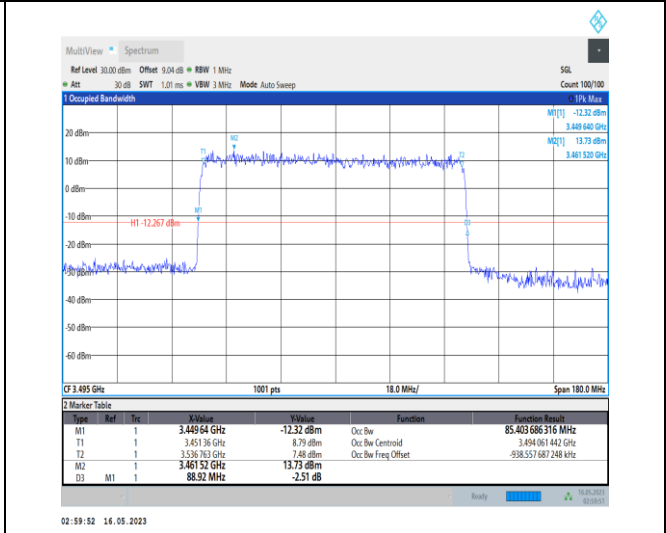 MultiView Spectrum
Ref Level 30.00 dBm Offset 9.04 dB RBW 1 MHz SGL
Att 30 dB SWT 1.01 ms VBW 3 MHz Mode Auto Sweep Count 100/100
1 Occupied Bandwidth 1Pk Max
M1[1] -12.32 dBm
3.449 640 GHz
M2[1] 13.73 dBm
3.461 520 GHz
20 dBm
M2
T1 T2
10 dBm
0 dBm
M1
-10 dBm
H1 -12.267 dBm
D3
-20 dBm
-30 dBm
-40 dBm
-50 dBm
-60 dBm
CF 3.495 GHz 1001 pts 18.0 MHz/ Span 180.0 MHz
2 Marker Table
Type Ref Trc X-Value Y-Value Function Function Result
M1 1 3.449 64 GHz -12.32 dBm Occ Bw 85.403 686 316 MHz
T1 1 3.451 36 GHz 8.79 dBm Occ Bw Centroid 3.494 061 442 GHz
T2 1 3.536 763 GHz 7.48 dBm Occ Bw Freq Offset -938.557 687 248 kHz
M2 1 3.461 52 GHz 13.73 dBm
D3 M1 1 88.92 MHz -2.51 dB
Ready 16.05.2023
02:59:51
02:59:52 16.05.2023